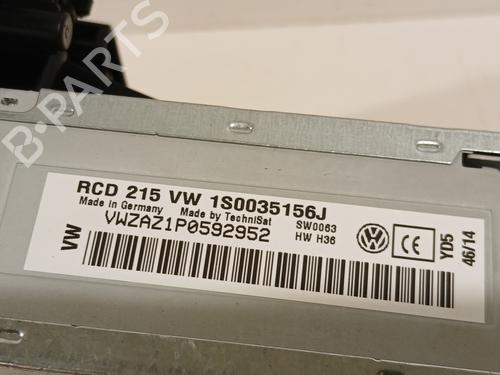 B-PARTS
RCD 215 VW 1S0035156J
Made in Germany Made by TechniSat
VWZAZ1P0592952
SW0063
HW H36
VW
CE
YD5
46/14